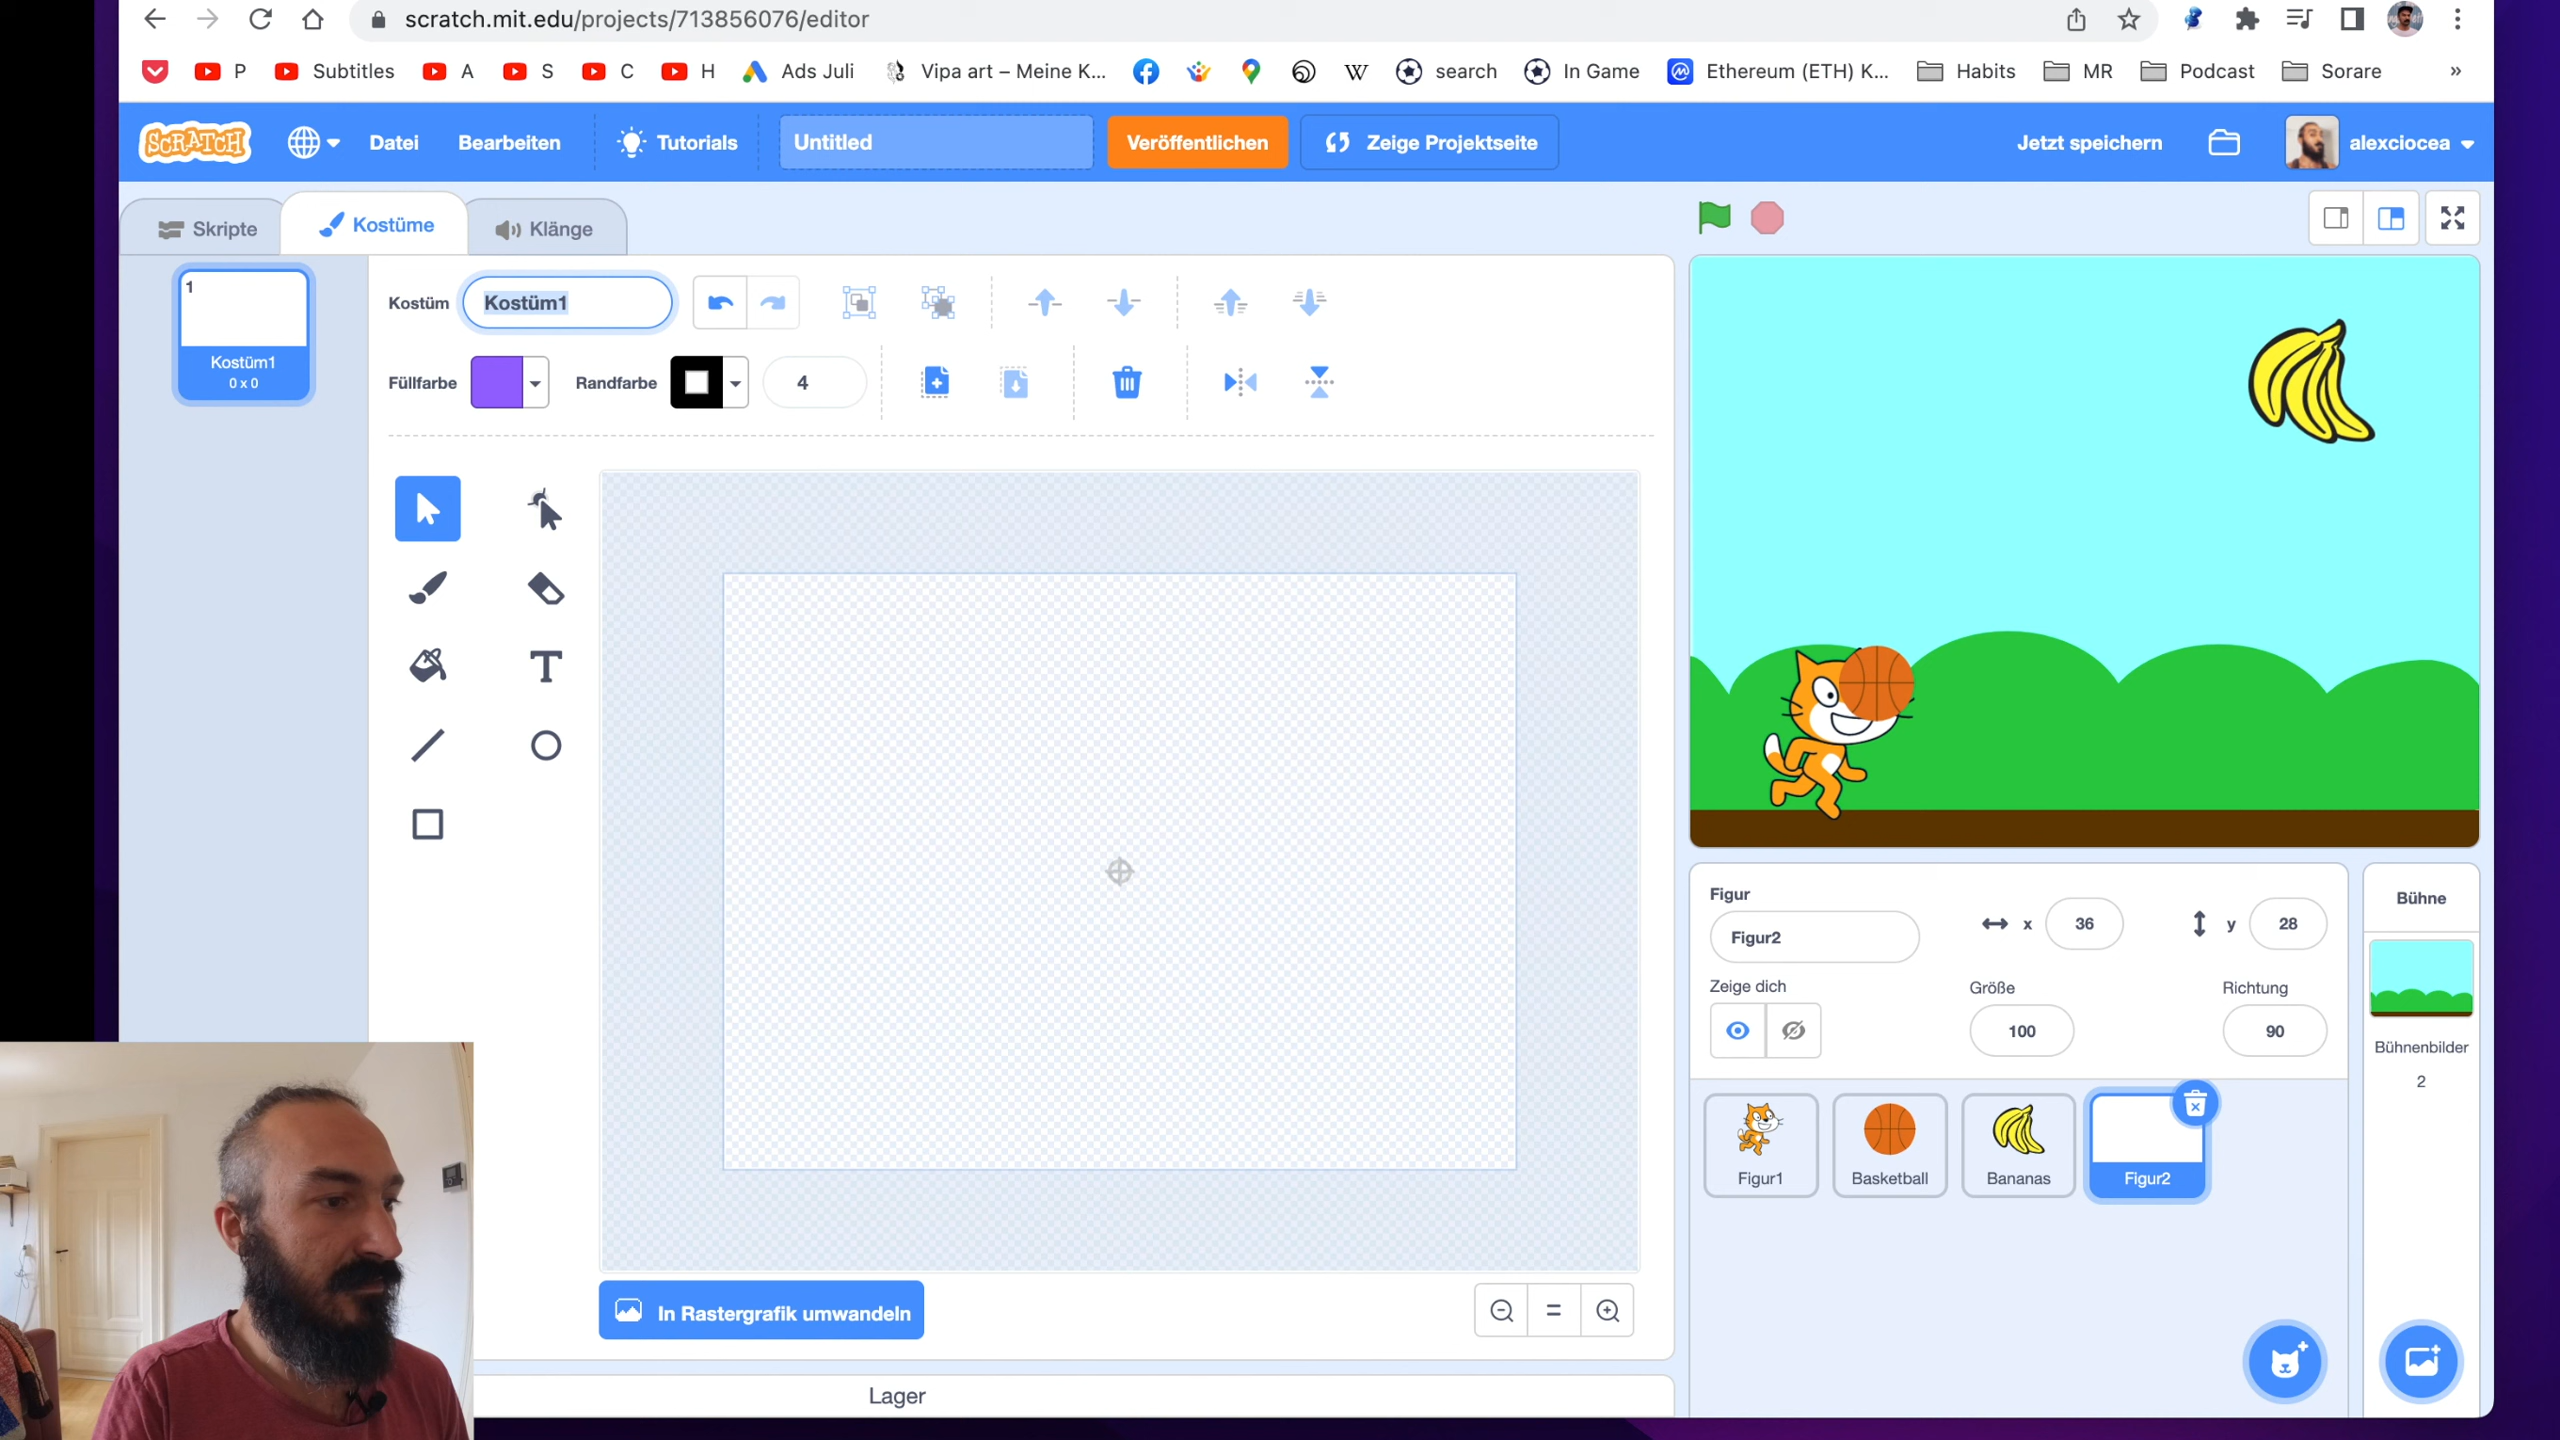 scratch.mit.edu/projects/713856076/editor
P Subtitles A S C H Ads Juli Vipa art – Meine K... W search In Game Ethereum (ETH) K... Habits MR Podcast Sorare »
SCRATCH Datei Bearbeiten Tutorials Untitled Veröffentlichen Zeige Projektseite Jetzt speichern alexciocea
Skripte Kostüme Klänge
1
Kostüm1
0 x 0
Kostüm Kostüm1
Füllfarbe Randfarbe 4
T
In Rastergrafik umwandeln
=
Lager
Figur
Figur2
x 36 y 28
Zeige dich Größe Richtung
100 90
Figur1 Basketball Bananas Figur2
Bühne
Bühnenbilder
2